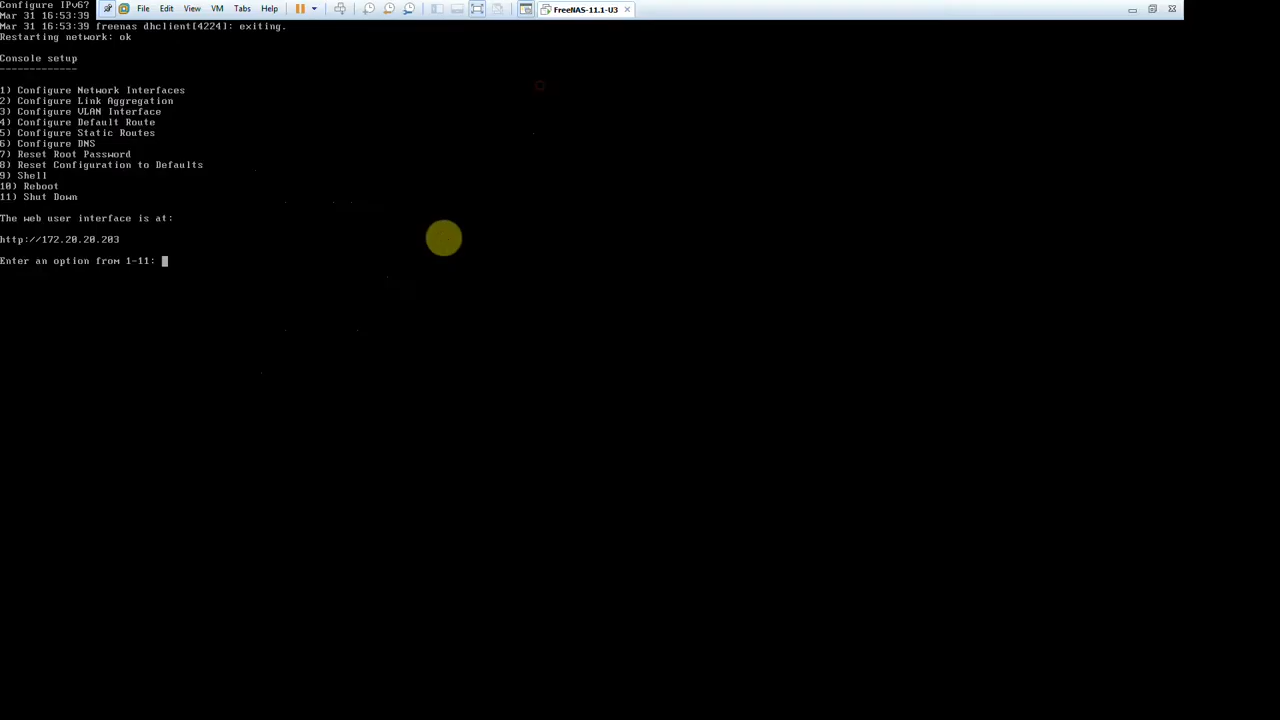 Configure IPv6?
File Edit View VM Tabs Help
FreeNAS-11.1-U3
Mar 31 16:53:39
Mar 31 16:53:39 freenas dhclient[4224]: exiting.
Restarting network: ok
Console setup
-------------
1) Configure Network Interfaces
2) Configure Link Aggregation
3) Configure VLAN Interface
4) Configure Default Route
5) Configure Static Routes
6) Configure DNS
7) Reset Root Password
8) Reset Configuration to Defaults
9) Shell
10) Reboot
11) Shut Down
The web user interface is at:
http://172.20.20.203
Enter an option from 1-11: